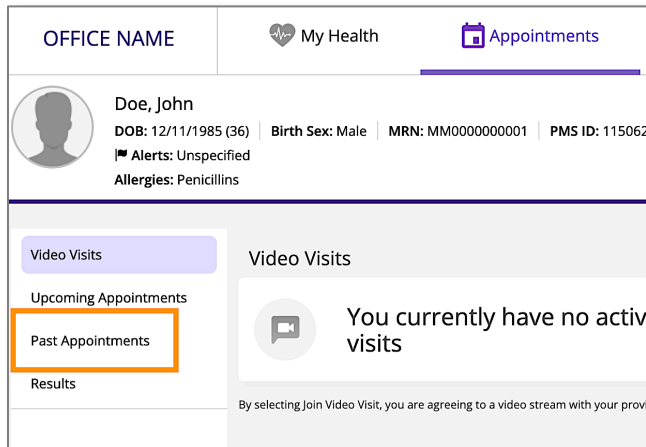 OFFICE NAME
My Health
Appointments
Doe, John
DOB: 12/11/1985 (36) Birth Sex: Male MRN: MM0000000001 PMS ID: 115062
Alerts: Unspecified
Allergies: Penicillins
Video Visits
Upcoming Appointments
Past Appointments
Results
Video Visits
You currently have no activ
visits
By selecting Join Video Visit, you are agreeing to a video stream with your provi